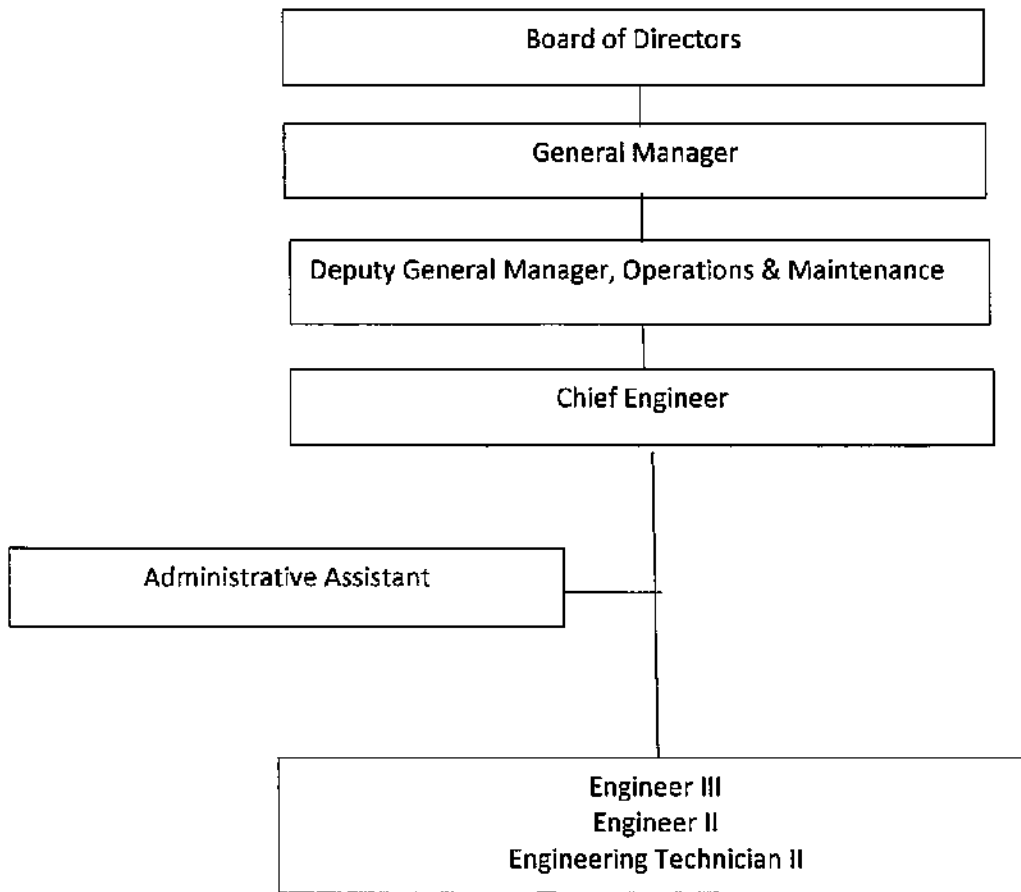 Board of Directors
General Manager
Deputy General Manager, Operations & Maintenance
Chief Engineer
Administrative Assistant
Engineer III
Engineer II
Engineering Technician II